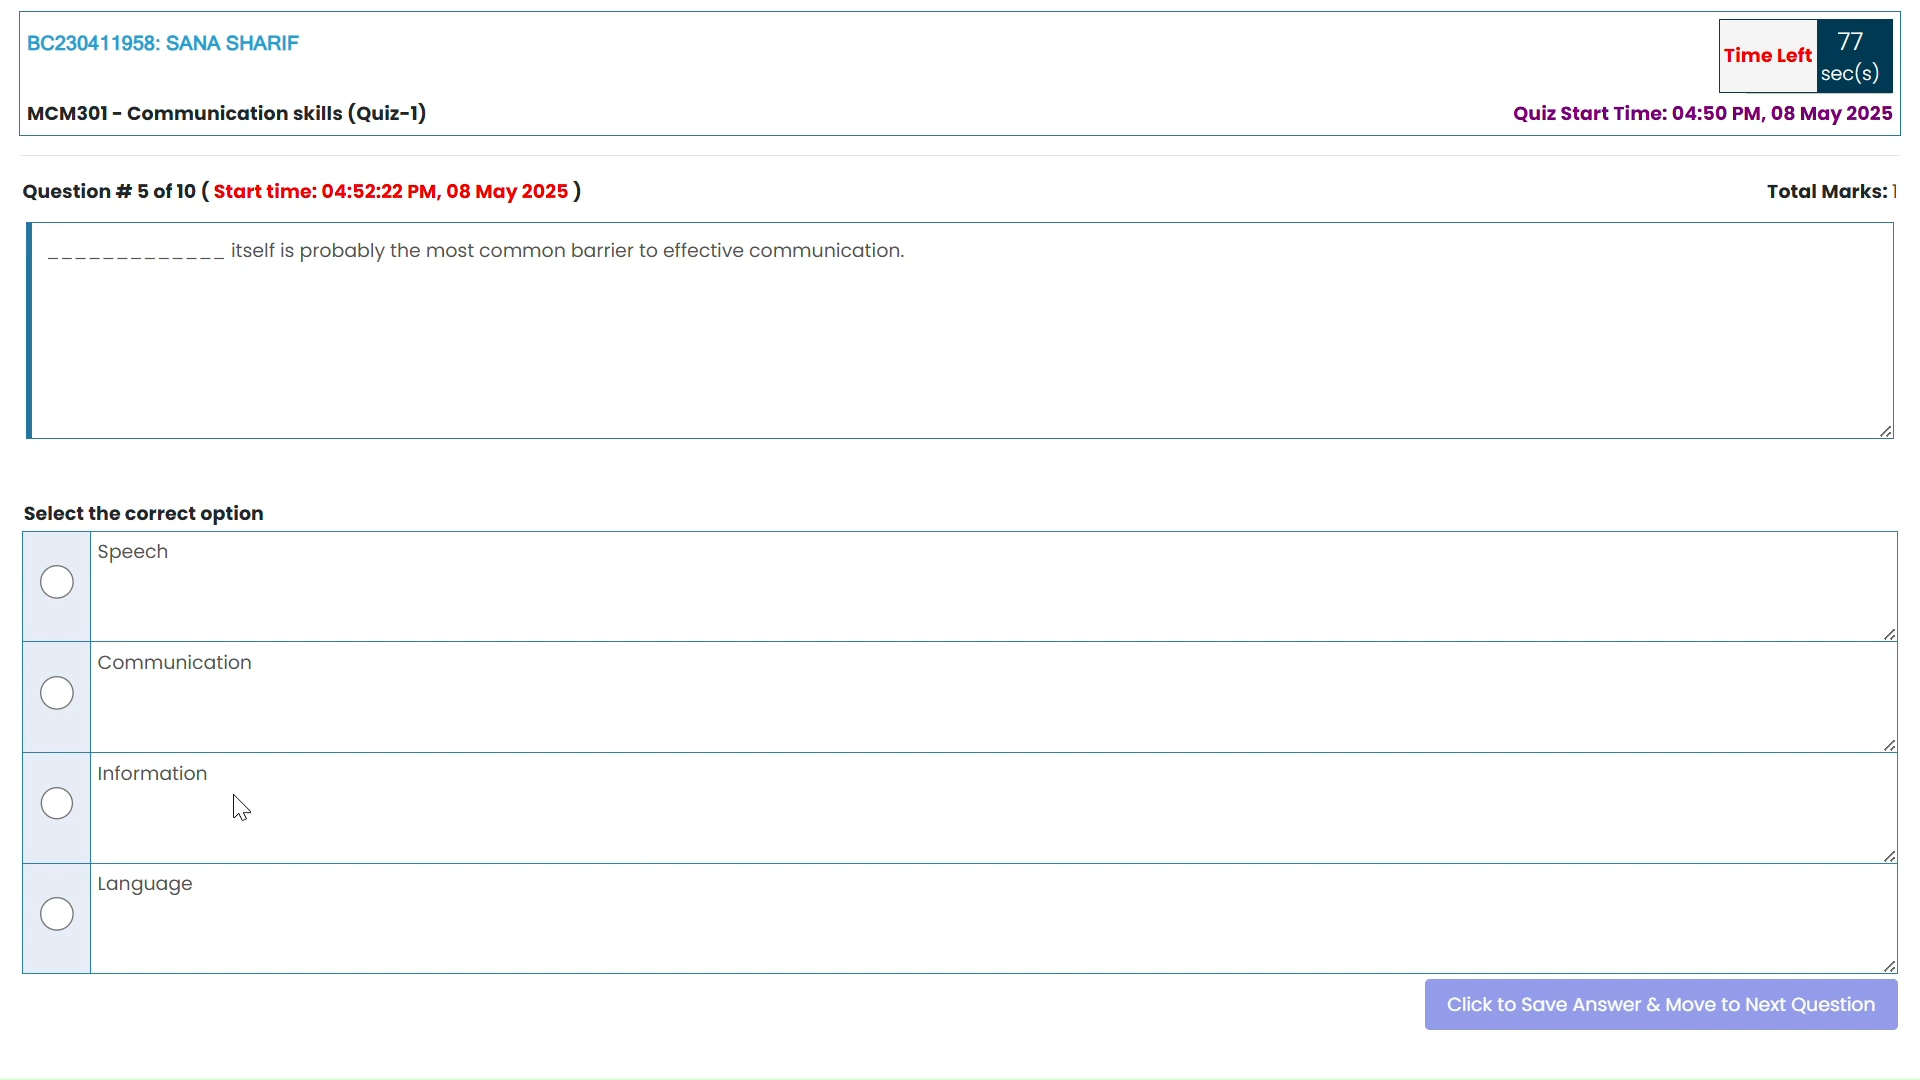 BC230411958: SANA SHARIF
Time Left
77
sec(s)
MCM301 - Communication skills (Quiz-1)
Quiz Start Time: 04:50 PM, 08 May 2025
Question # 5 of 10 ( Start time: 04:52:22 PM, 08 May 2025 )
Total Marks: 1
_____________ itself is probably the most common barrier to effective communication.
Select the correct option
Speech
Communication
Information
Language
Click to Save Answer & Move to Next Question